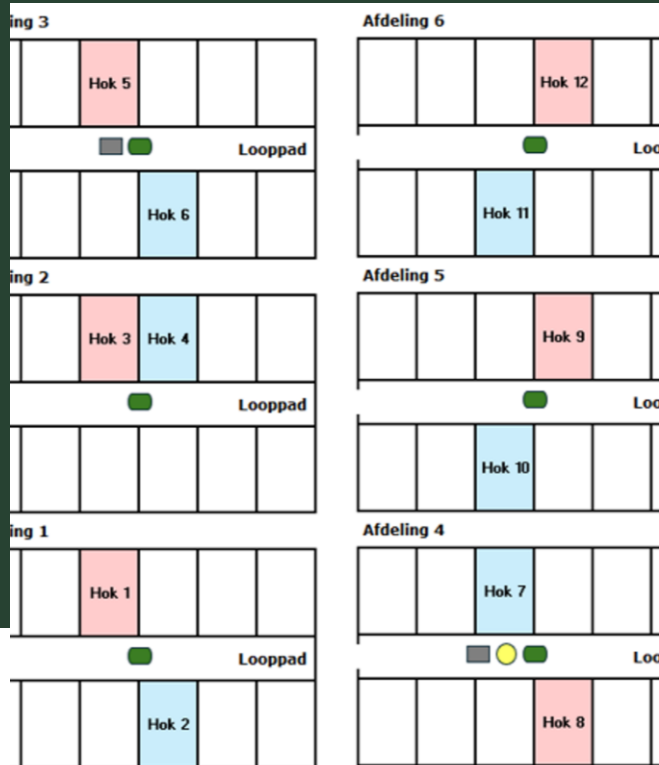 ing 3
Hok 5
Looppad
Hok 6
ing 2
Hok 3 Hok 4
Looppad
ing 1
Hok 1
Looppad
Hok 2
Afdeling 6
Hok 12
Loo
Hok 11
Afdeling 5
Hok 9
Loo
Hok 10
Afdeling 4
Hok 7
Loo
Hok 8